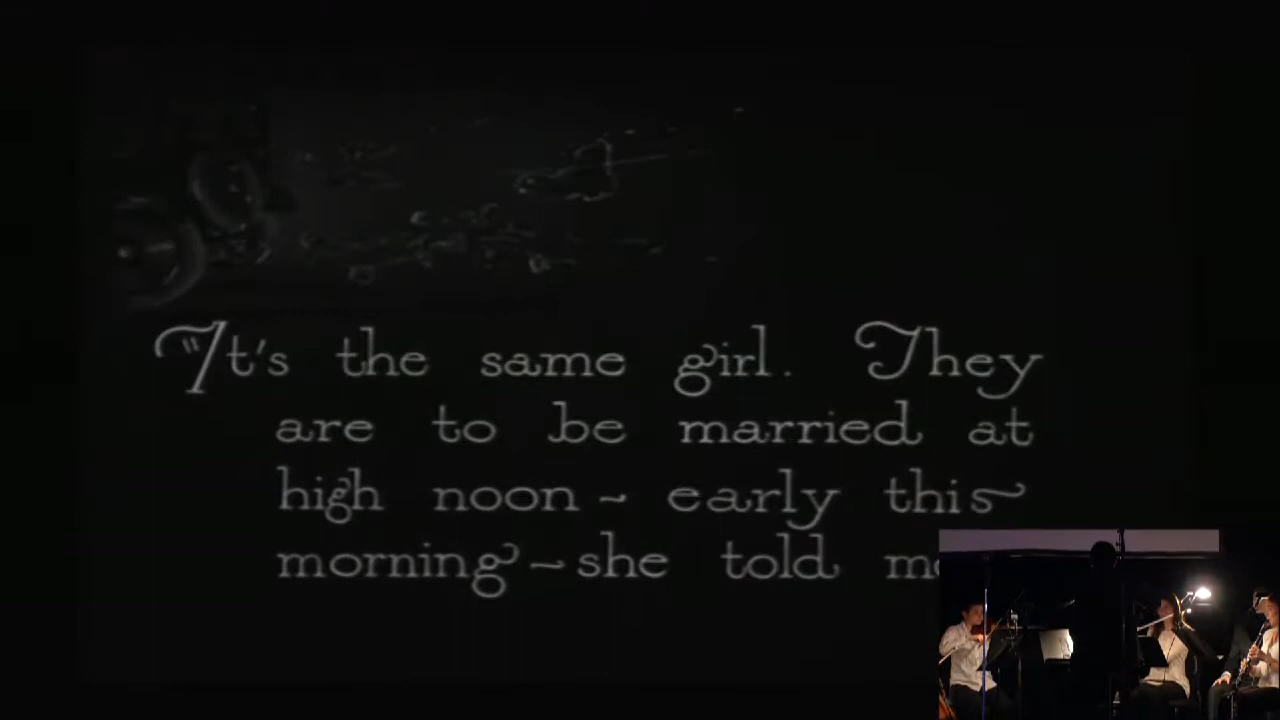 "It's the same girl. They
are to be married at
high noon ~ early this
morning – she told